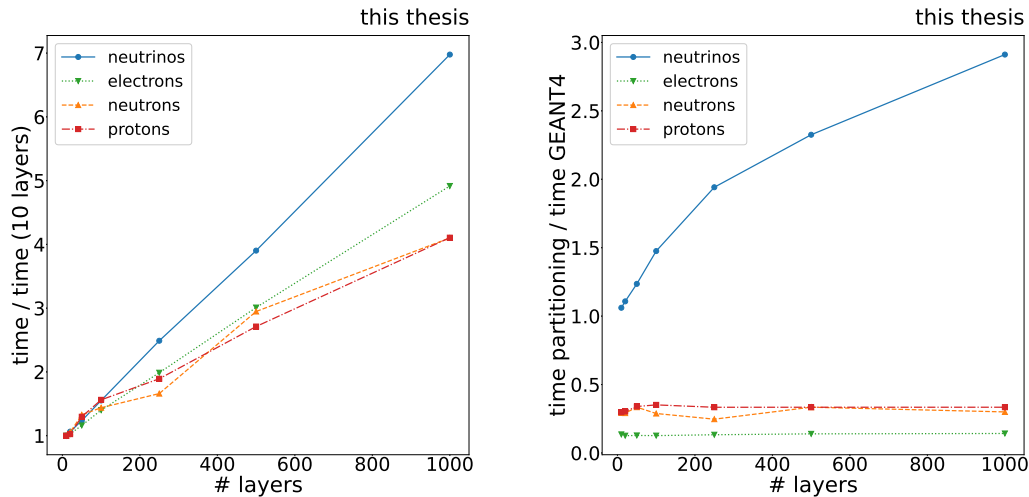 this thesis
neutrinos
electrons
neutrons
protons
time / time (10 layers)
7
6
5
4
3
2
1
0 200 400 600 800 1000
# layers
this thesis
neutrinos
electrons
neutrons
protons
time partitioning / time GEANT4
3.0
2.5
2.0
1.5
1.0
0.5
0.0
0 200 400 600 800 1000
# layers